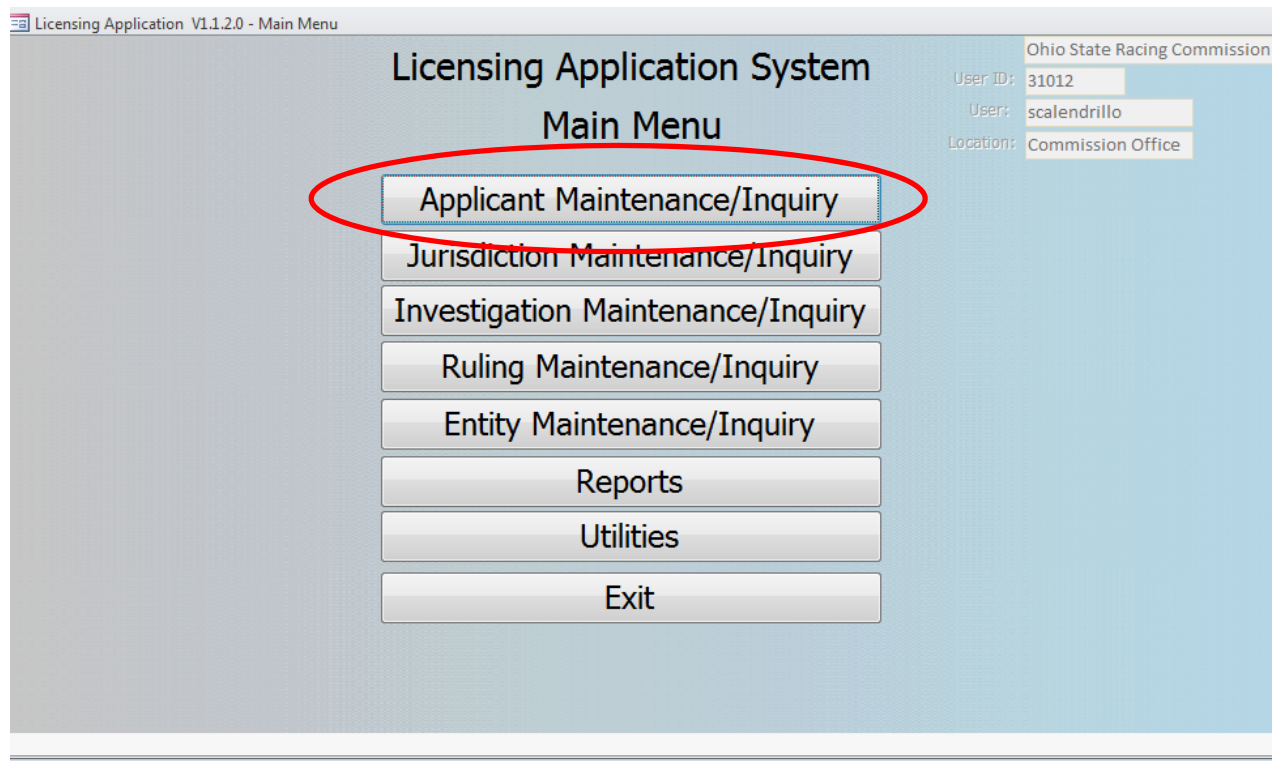 Licensing Application V1.1.2.0 - Main Menu
Licensing Application System
Main Menu
Ohio State Racing Commission
User ID: 31012
User: scalendrillo
Location: Commission Office
Applicant Maintenance/Inquiry
Jurisdiction Maintenance/Inquiry
Investigation Maintenance/Inquiry
Ruling Maintenance/Inquiry
Entity Maintenance/Inquiry
Reports
Utilities
Exit